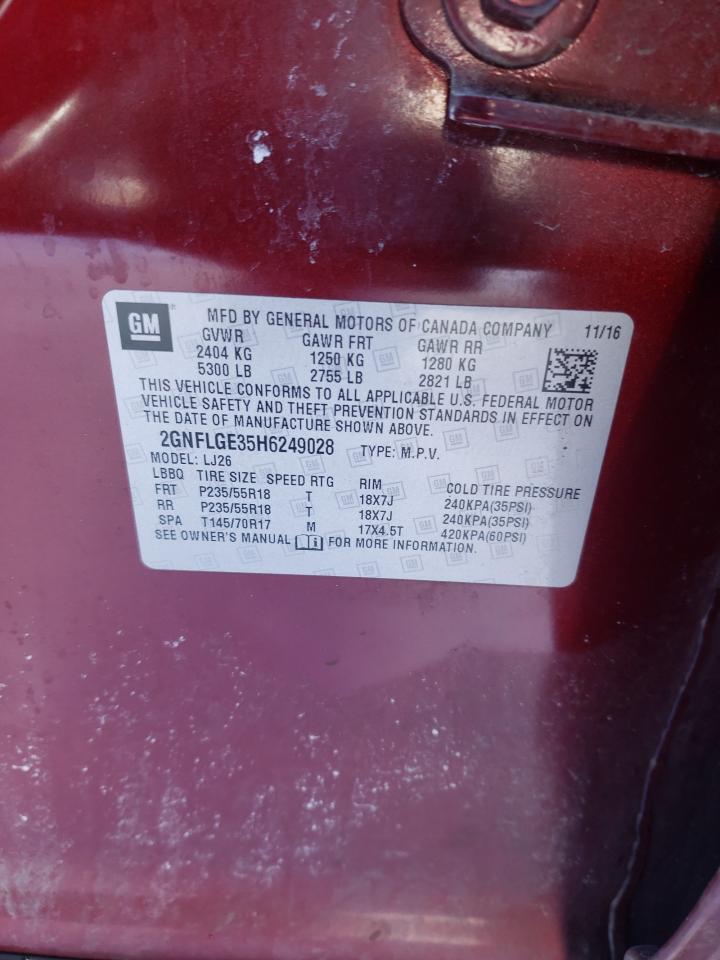 GM
MFD BY GENERAL MOTORS OF CANADA COMPANY 11/16
GVWR GAWR FRT GAWR RR
2404 KG 1250 KG 1280 KG
5300 LB 2755 LB 2821 LB
THIS VEHICLE CONFORMS TO ALL APPLICABLE U.S. FEDERAL MOTOR
VEHICLE SAFETY AND THEFT PREVENTION STANDARDS IN EFFECT ON
THE DATE OF MANUFACTURE SHOWN ABOVE.
2GNFLGE35H6249028 TYPE: M.P.V.
MODEL: LJ26
LBBQ TIRE SIZE SPEED RTG RIM COLD TIRE PRESSURE
FRT P235/55R18 T 18X7J 240KPA(35PSI)
RR P235/55R18 T 18X7J 240KPA(35PSI)
SPA T145/70R17 M 17X4.5T 420KPA(60PSI)
SEE OWNER'S MANUAL FOR MORE INFORMATION.